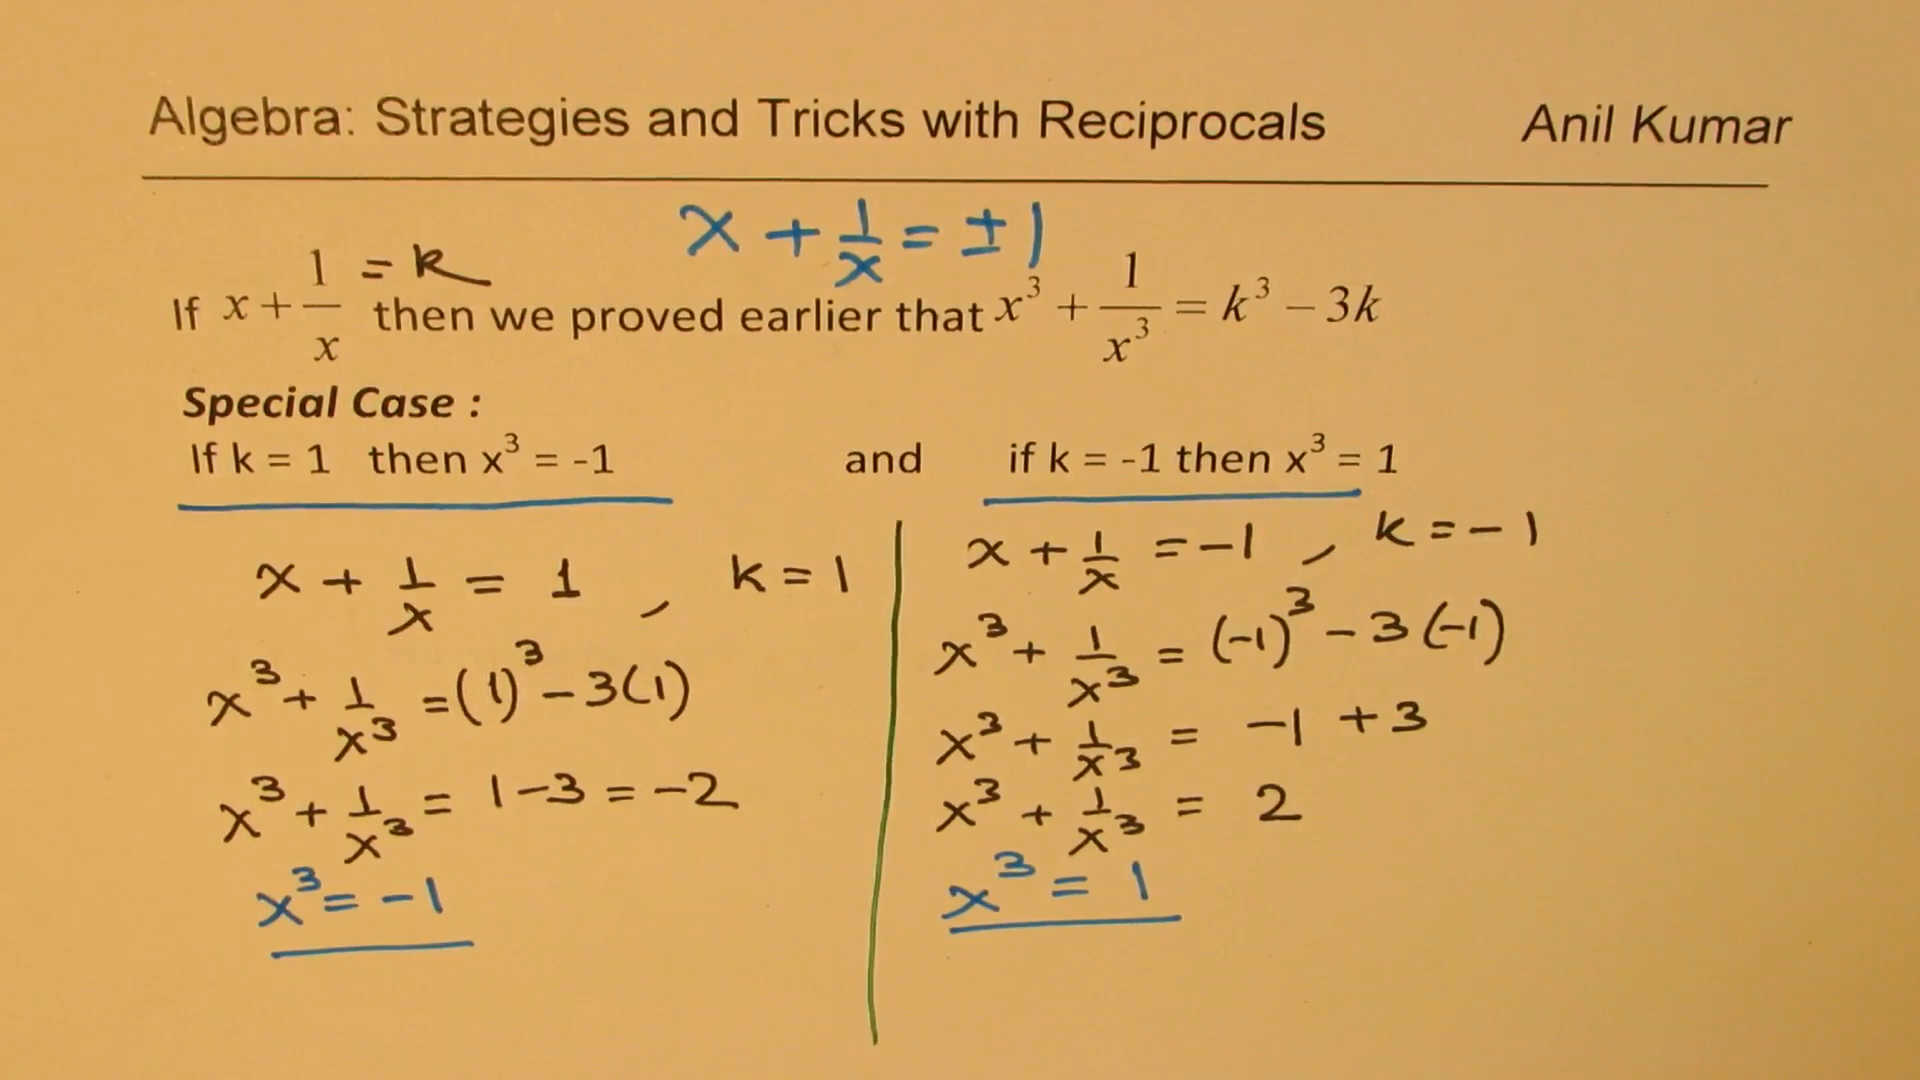 Algebra: Strategies and Tricks with Reciprocals Anil Kumar
x + 1/x = ±1
If x + 1/x = k then we proved earlier that x³ + 1/x³ = k³ − 3k
Special Case :
If k = 1 then x³ = -1 and if k = -1 then x³ = 1
x + 1/x = 1 , k = 1
x³ + 1/x³ = (1)³ − 3(1)
x³ + 1/x³ = 1 − 3 = −2
x³ = −1
x + 1/x = −1 , k = −1
x³ + 1/x³ = (−1)³ − 3(−1)
x³ + 1/x³ = −1 + 3
x³ + 1/x³ = 2
x³ = 1